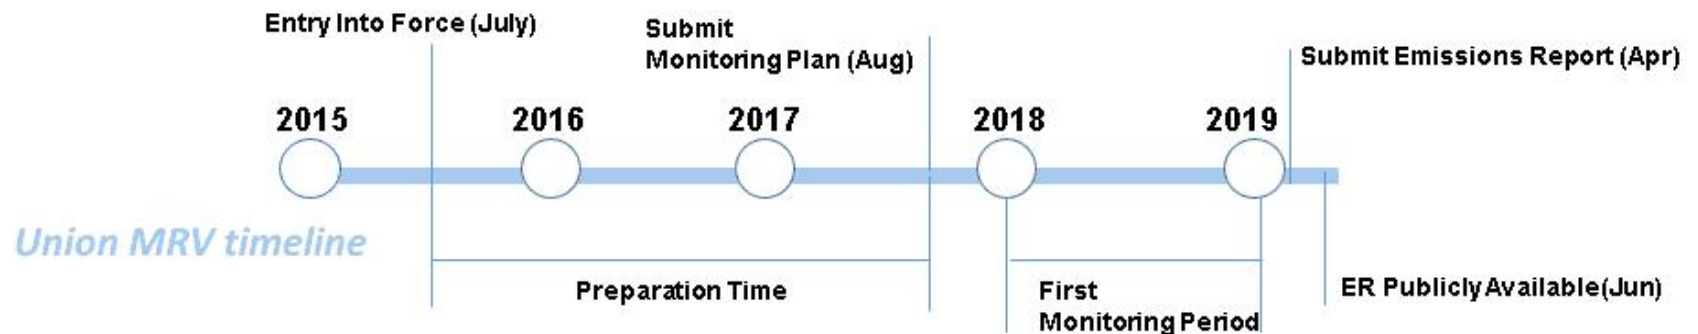 Entry Into Force (July)
Submit
Monitoring Plan (Aug)
Submit Emissions Report (Apr)
2015
2016
2017
2018
2019
Union MRV timeline
Preparation Time
First
Monitoring Period
ER Publicly Available(Jun)